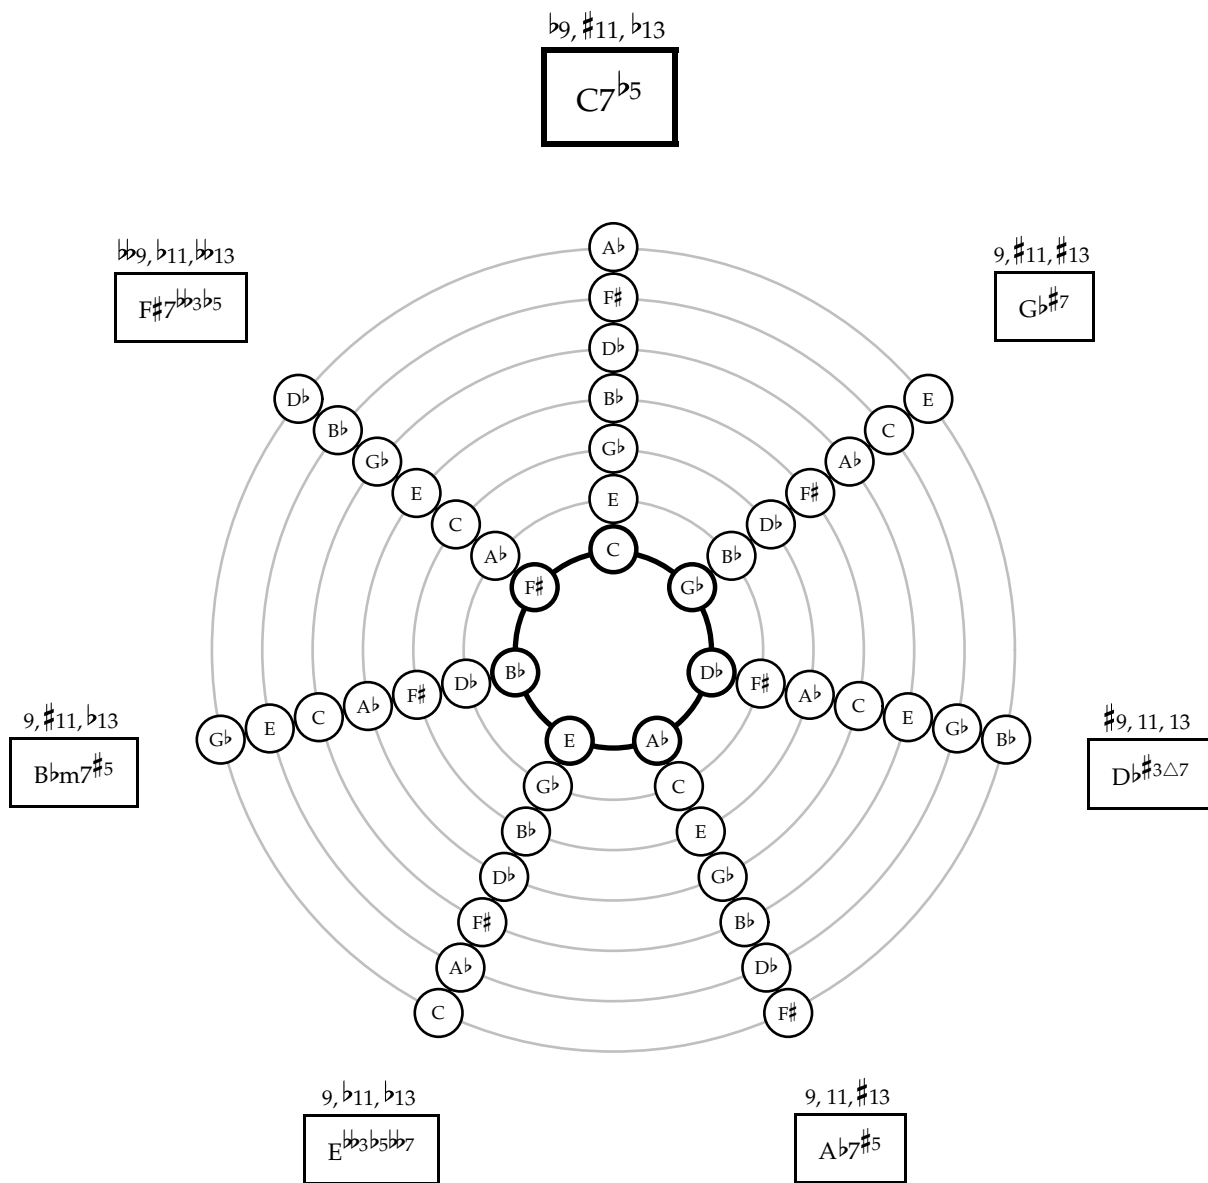 ♭9, ♯11, ♭13
C7♭5
𝄫9, ♭11, 𝄫13
F♯7𝄫3♭5
9, ♯11, ♯13
G♭♯7
A♭
F♯
D♭
B♭
G♭
E
C
D♭
B♭
G♭
E
C
A♭
F♯
E
C
A♭
F♯
D♭
B♭
G♭
G♭
E
C
A♭
F♯
D♭
B♭
D♭
F♯
A♭
C
E
G♭
B♭
9, ♯11, ♭13
B♭m7♯5
♯9, 11, 13
D♭♯3△7
E
G♭
B♭
D♭
F♯
A♭
C
A♭
C
E
G♭
B♭
D♭
F♯
9, ♭11, ♭13
E𝄫3♭5𝄫7
9, 11, ♯13
A♭7♯5